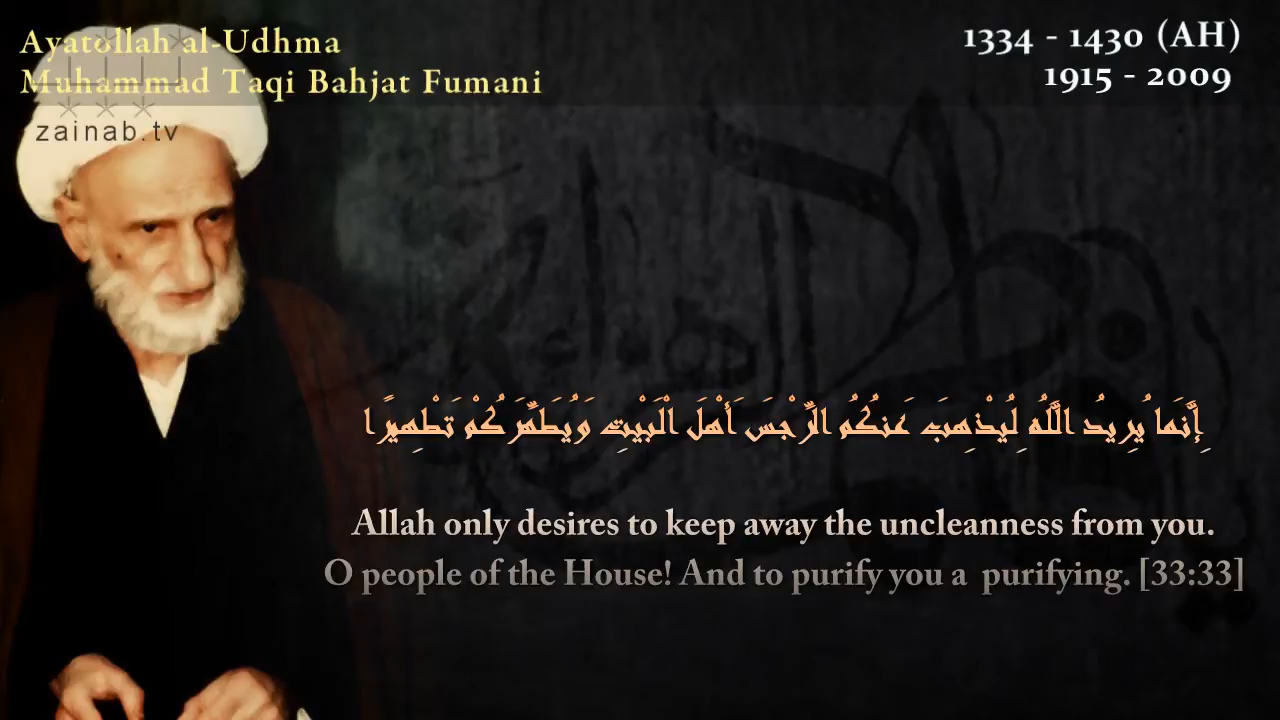 Ayatollah al-Udhma
Muhammad Taqi Bahjat Fumani
1334 - 1430 (AH)
1915 - 2009
zainab.tv
إِنَّمَا يُرِيدُ اللَّهُ لِيُذْهِبَ عَنكُمُ الرِّجْسَ أَهْلَ الْبَيْتِ وَيُطَهِّرَكُمْ تَطْهِيرًا
Allah only desires to keep away the uncleanness from you.
O people of the House! And to purify you a purifying. [33:33]